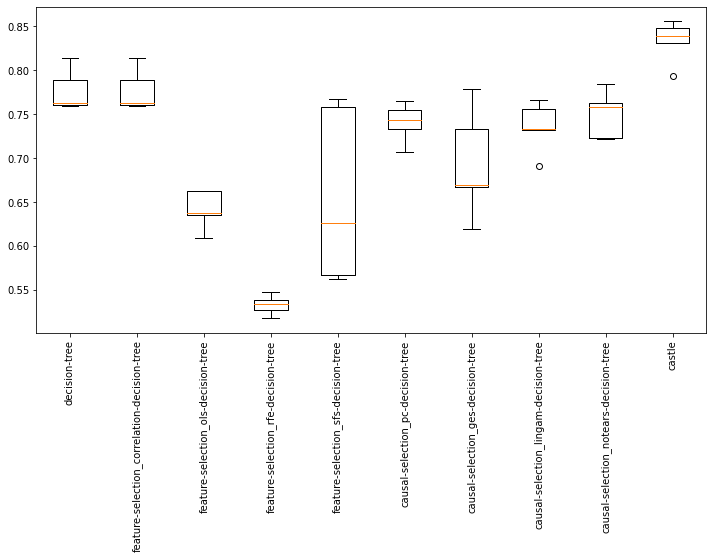 0.85
0.80
0.75
0.70
0.65
0.60
0.55
decision-tree
feature-selection_correlation-decision-tree
feature-selection_ols-decision-tree
feature-selection_rfe-decision-tree
feature-selection_sfs-decision-tree
causal-selection_pc-decision-tree
causal-selection_ges-decision-tree
causal-selection_lingam-decision-tree
causal-selection_notears-decision-tree
castle